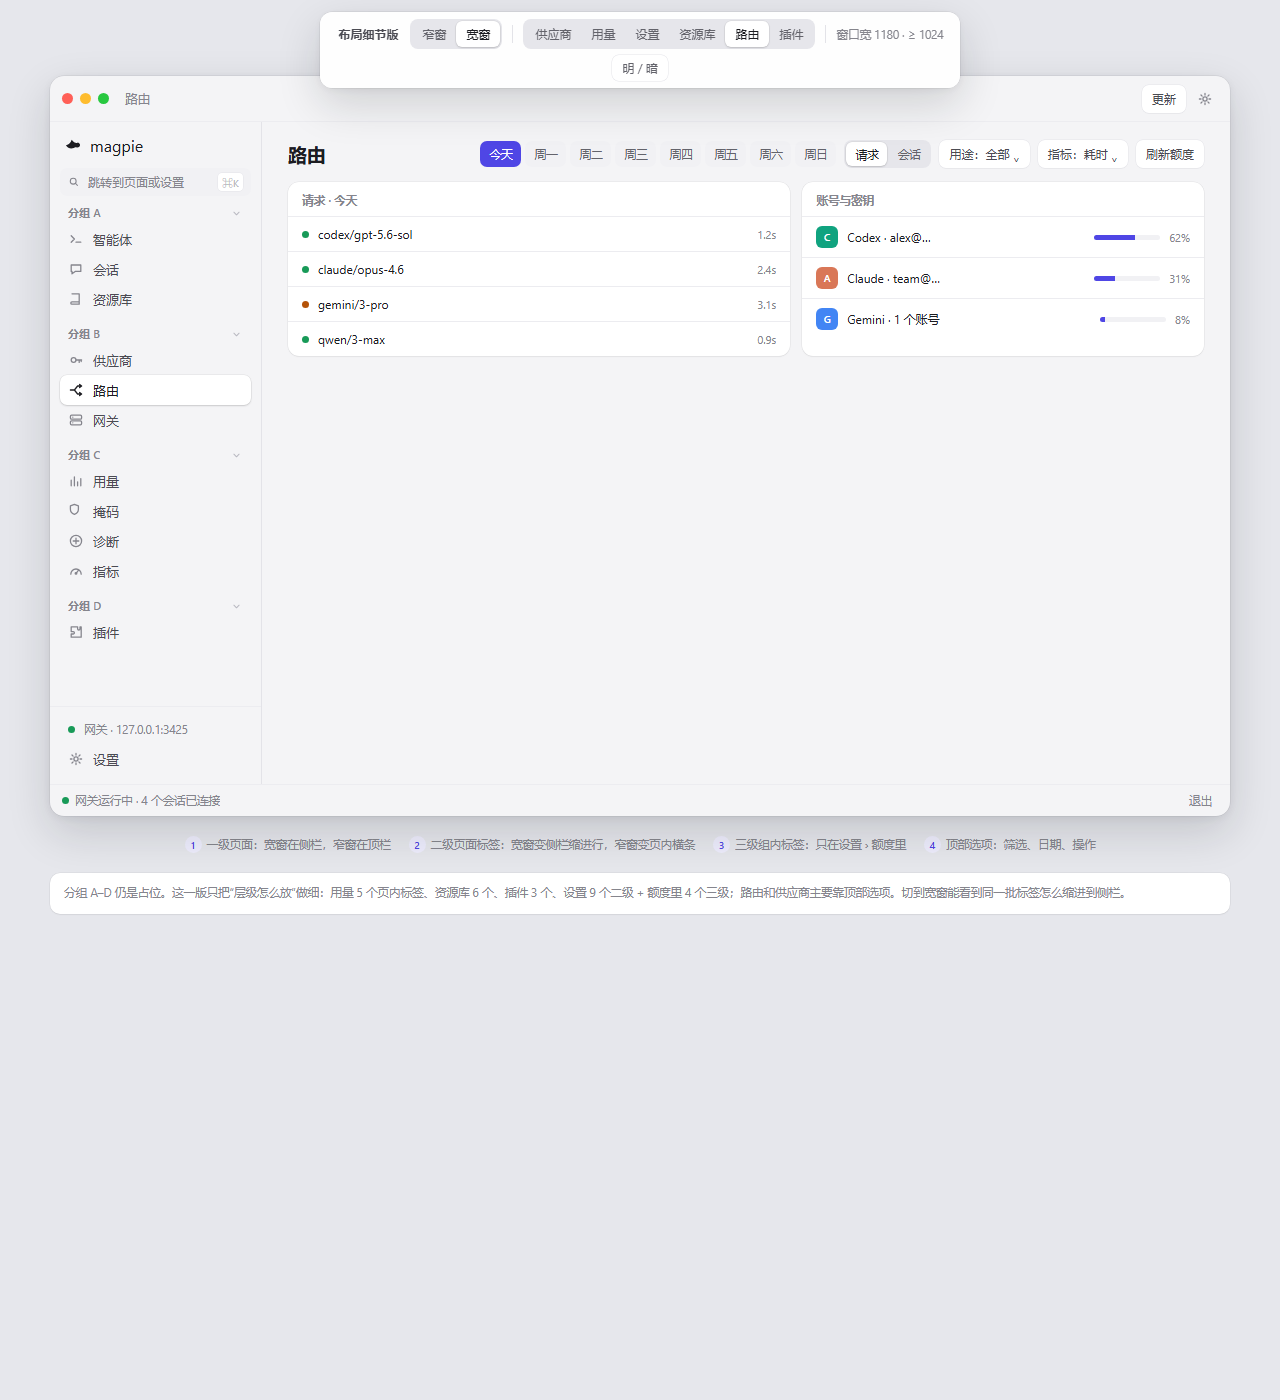 布局细节版 窄窗 宽窗 供应商 用量 设置 资源库 路由 插件 窗口宽 1180 · ≥ 1024
明 / 暗
路由 更新
magpie
跳转到页面或设置 ⌘K
分组 A
智能体
会话
资源库
分组 B
供应商
路由
网关
分组 C
用量
掩码
诊断
指标
分组 D
插件
网关 · 127.0.0.1:3425
设置
路由 今天 周一 周二 周三 周四 周五 周六 周日 请求 会话 用途：全部 指标：耗时 刷新额度
请求 · 今天
codex/gpt-5.6-sol 1.2s
claude/opus-4.6 2.4s
gemini/3-pro 3.1s
qwen/3-max 0.9s
账号与密钥
C Codex · alex@... 62%
A Claude · team@... 31%
G Gemini · 1 个账号 8%
网关运行中 · 4 个会话已连接 退出
1 一级页面：宽窗在侧栏，窄窗在顶栏 2 二级页面标签：宽窗变侧栏缩进行，窄窗变页内横条 3 三级组内标签：只在设置 › 额度里 4 顶部选项：筛选、日期、操作
分组 A–D 仍是占位。这一版只把“层级怎么放”做细：用量 5 个页内标签、资源库 6 个、插件 3 个、设置 9 个二级 + 额度里 4 个三级；路由和供应商主要靠顶部选项。切到宽窗能看到同一批标签怎么缩进到侧栏。